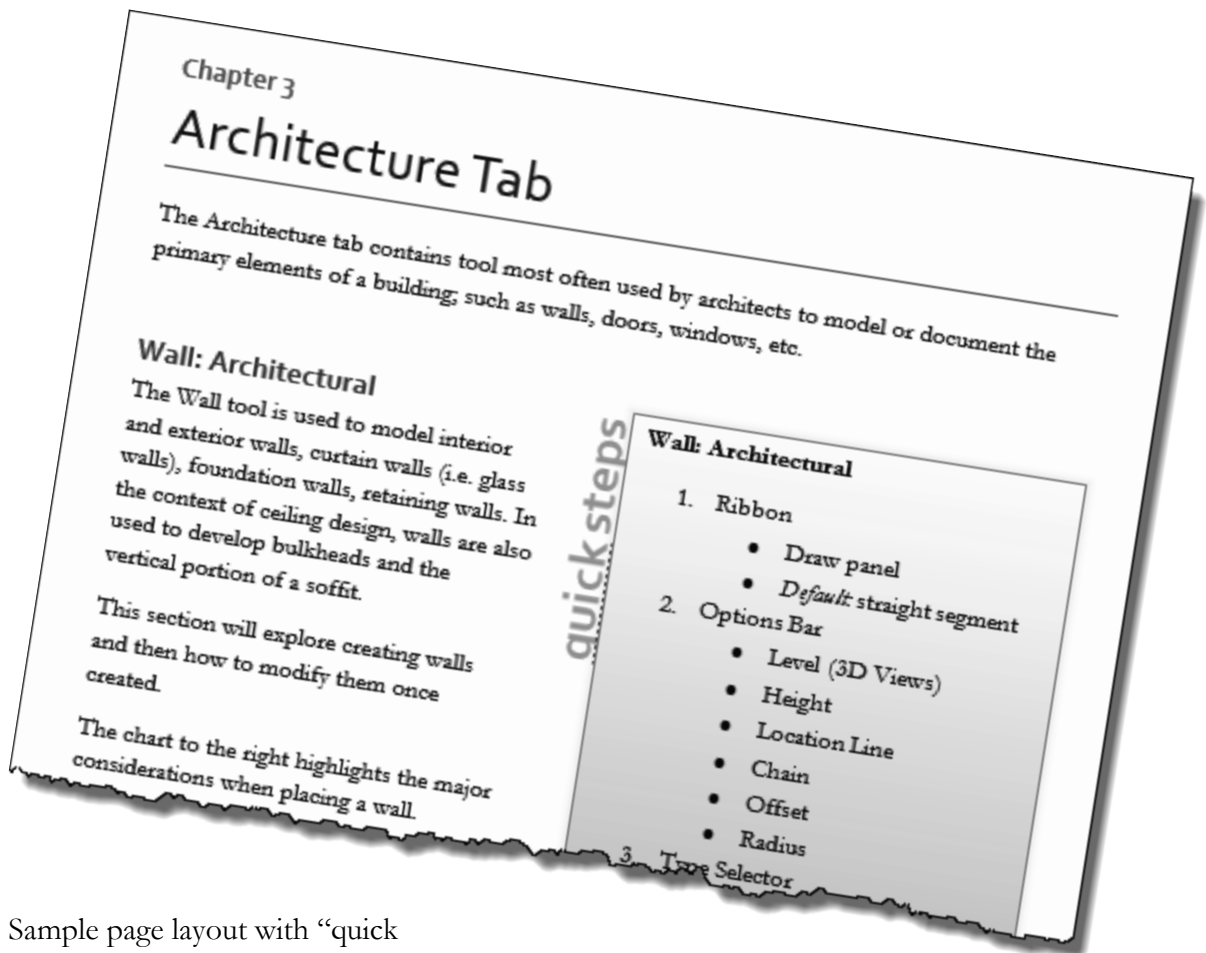 Chapter 3
Architecture Tab
The Architecture tab contains tool most often used by architects to model or document the
primary elements of a building; such as walls, doors, windows, etc.
Wall: Architectural
The Wall tool is used to model interior
and exterior walls, curtain walls (i.e. glass
walls), foundation walls, retaining walls. In
the context of ceiling design, walls are also
used to develop bulkheads and the
vertical portion of a soffit.
This section will explore creating walls
and then how to modify them once
created.
The chart to the right highlights the major
considerations when placing a wall.
quick steps
Wall: Architectural
1. Ribbon
• Draw panel
• Default: straight segment
2. Options Bar
• Level (3D Views)
• Height
• Location Line
• Chain
• Offset
• Radius
3. Type Selector
Sample page layout with “quick